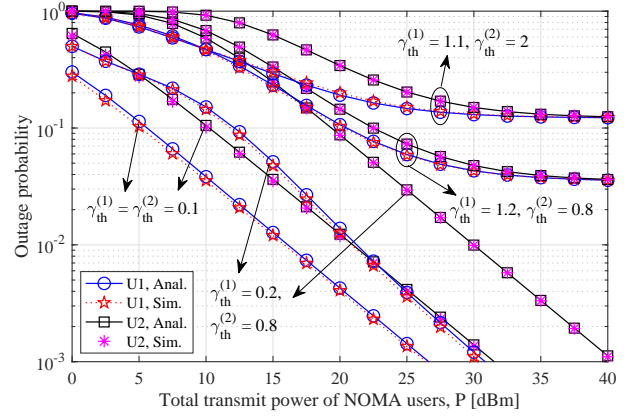 Outage probability
10^0
10^-1
10^-2
10^-3
γ_th^(1) = 1.1, γ_th^(2) = 2
γ_th^(1) = 1.2, γ_th^(2) = 0.8
γ_th^(1) = γ_th^(2) = 0.1
γ_th^(1) = 0.2,
γ_th^(2) = 0.8
U1, Anal.
U1, Sim.
U2, Anal.
U2, Sim.
0 5 10 15 20 25 30 35 40
Total transmit power of NOMA users, P [dBm]